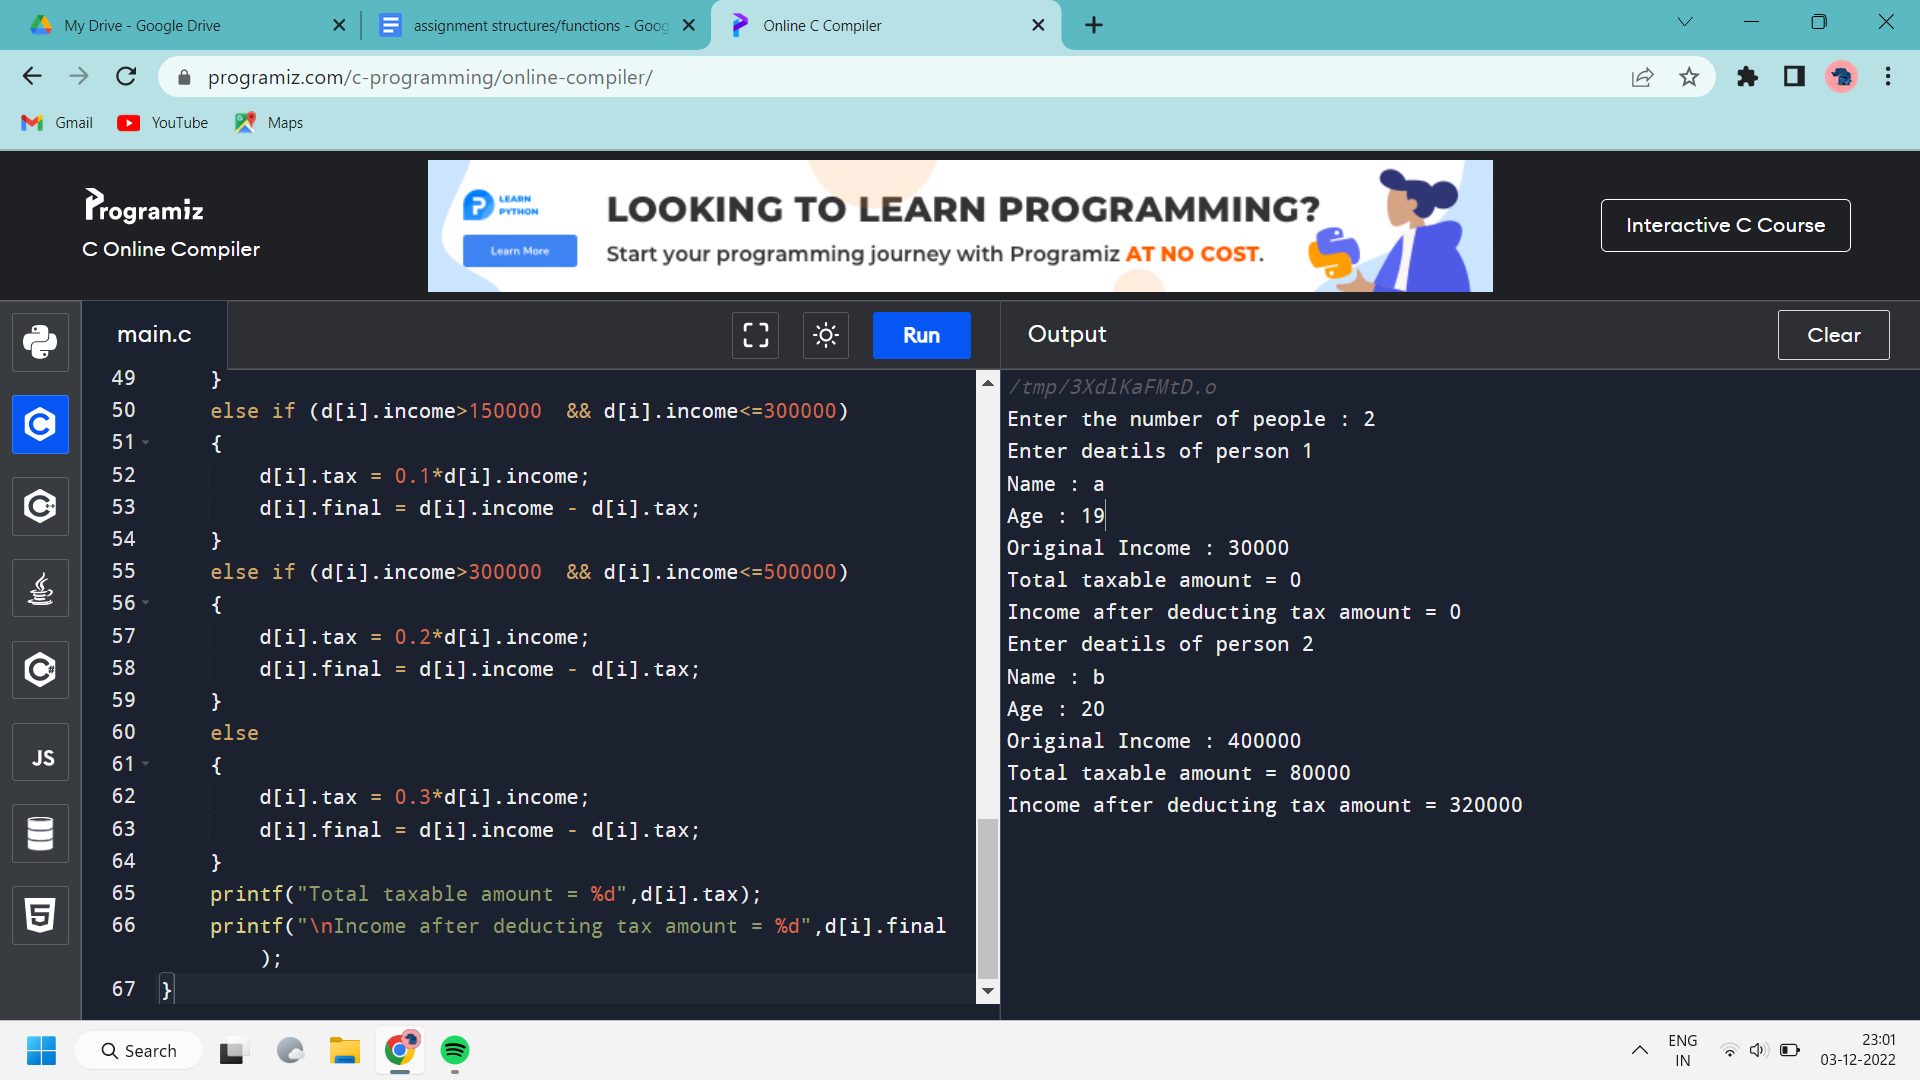 My Drive - Google Drive
assignment structures/functions - Goog
Online C Compiler
programiz.com/c-programming/online-compiler/
Gmail
YouTube
Maps
Programiz
C Online Compiler
LEARN
PYTHON
Learn More
LOOKING TO LEARN PROGRAMMING?
Start your programming journey with Programiz AT NO COST.
Interactive C Course
main.c
Run
Output
Clear
49 }
50 else if (d[i].income>150000  && d[i].income<=300000)
51 {
52 d[i].tax = 0.1*d[i].income;
53 d[i].final = d[i].income - d[i].tax;
54 }
55 else if (d[i].income>300000  && d[i].income<=500000)
56 {
57 d[i].tax = 0.2*d[i].income;
58 d[i].final = d[i].income - d[i].tax;
59 }
60 else
61 {
62 d[i].tax = 0.3*d[i].income;
63 d[i].final = d[i].income - d[i].tax;
64 }
65 printf("Total taxable amount = %d",d[i].tax);
66 printf("\nIncome after deducting tax amount = %d",d[i].final
);
67 }
/tmp/3XdlKaFMtD.o
Enter the number of people : 2
Enter deatils of person 1
Name : a
Age : 19
Original Income : 30000
Total taxable amount = 0
Income after deducting tax amount = 0
Enter deatils of person 2
Name : b
Age : 20
Original Income : 400000
Total taxable amount = 80000
Income after deducting tax amount = 320000
C
C++
C#
JS
5
Search
ENG
IN
23:01
03-12-2022